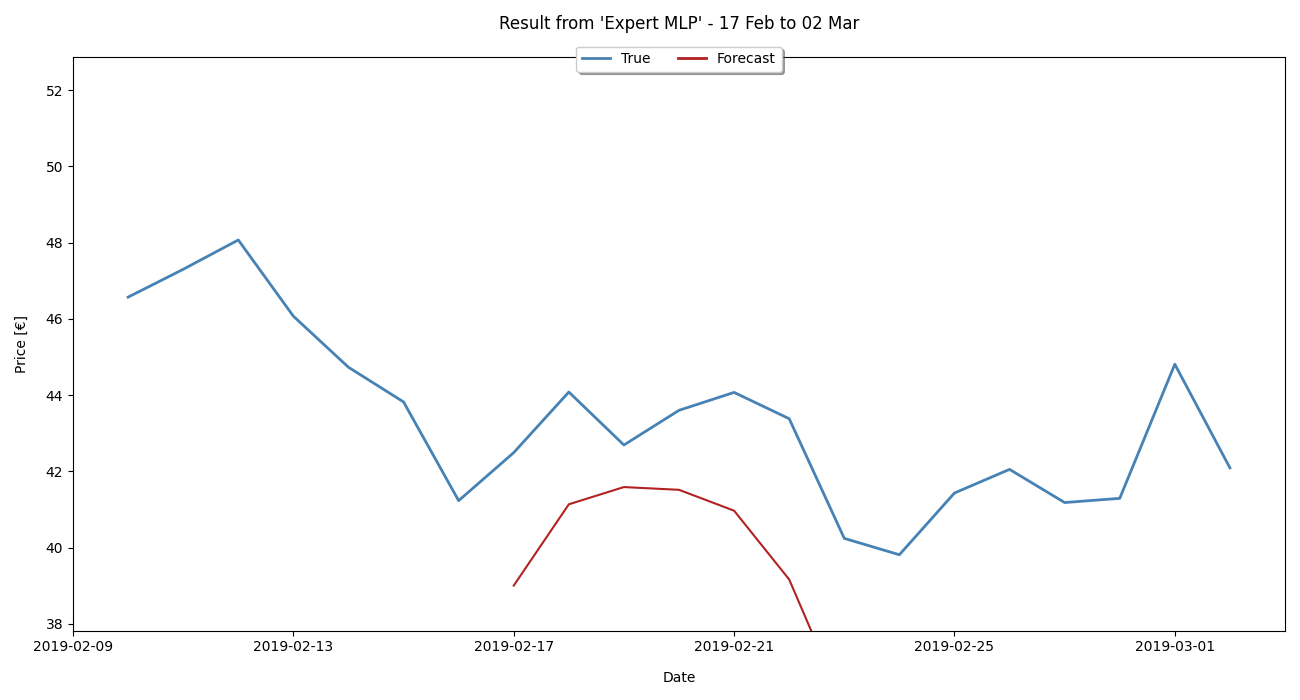 Result from 'Expert MLP' - 17 Feb to 02 Mar
True Forecast
52
50
48
46
44
42
40
38
Price [€]
2019-02-09 2019-02-13 2019-02-17 2019-02-21 2019-02-25 2019-03-01
Date